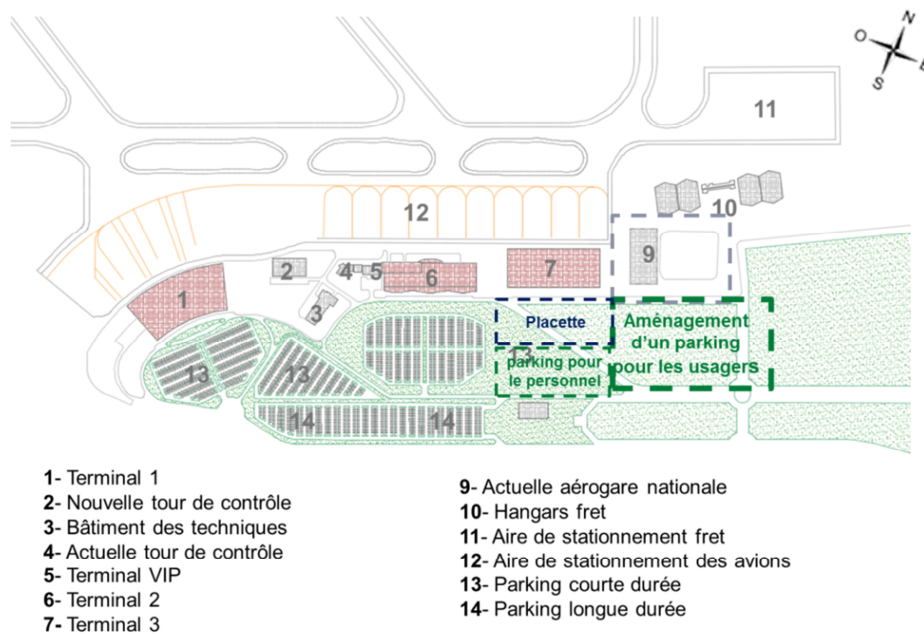 N
O
E
S
11
10
12
9
2
4
5
6
7
1
3
Placette
Aménagement
d'un parking
pour les usagers
13
parking pour
le personnel
13
13
14
14
1- Terminal 1
2- Nouvelle tour de contrôle
3- Bâtiment des techniques
4- Actuelle tour de contrôle
5- Terminal VIP
6- Terminal 2
7- Terminal 3
9- Actuelle aérogare nationale
10- Hangars fret
11- Aire de stationnement fret
12- Aire de stationnement des avions
13- Parking courte durée
14- Parking longue durée